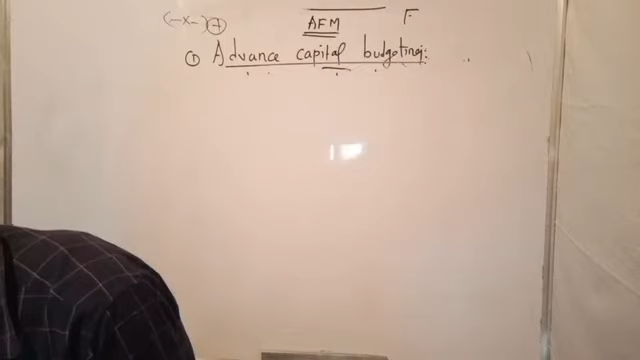 (-x-) + AFM F
① Advance capital budgeting: